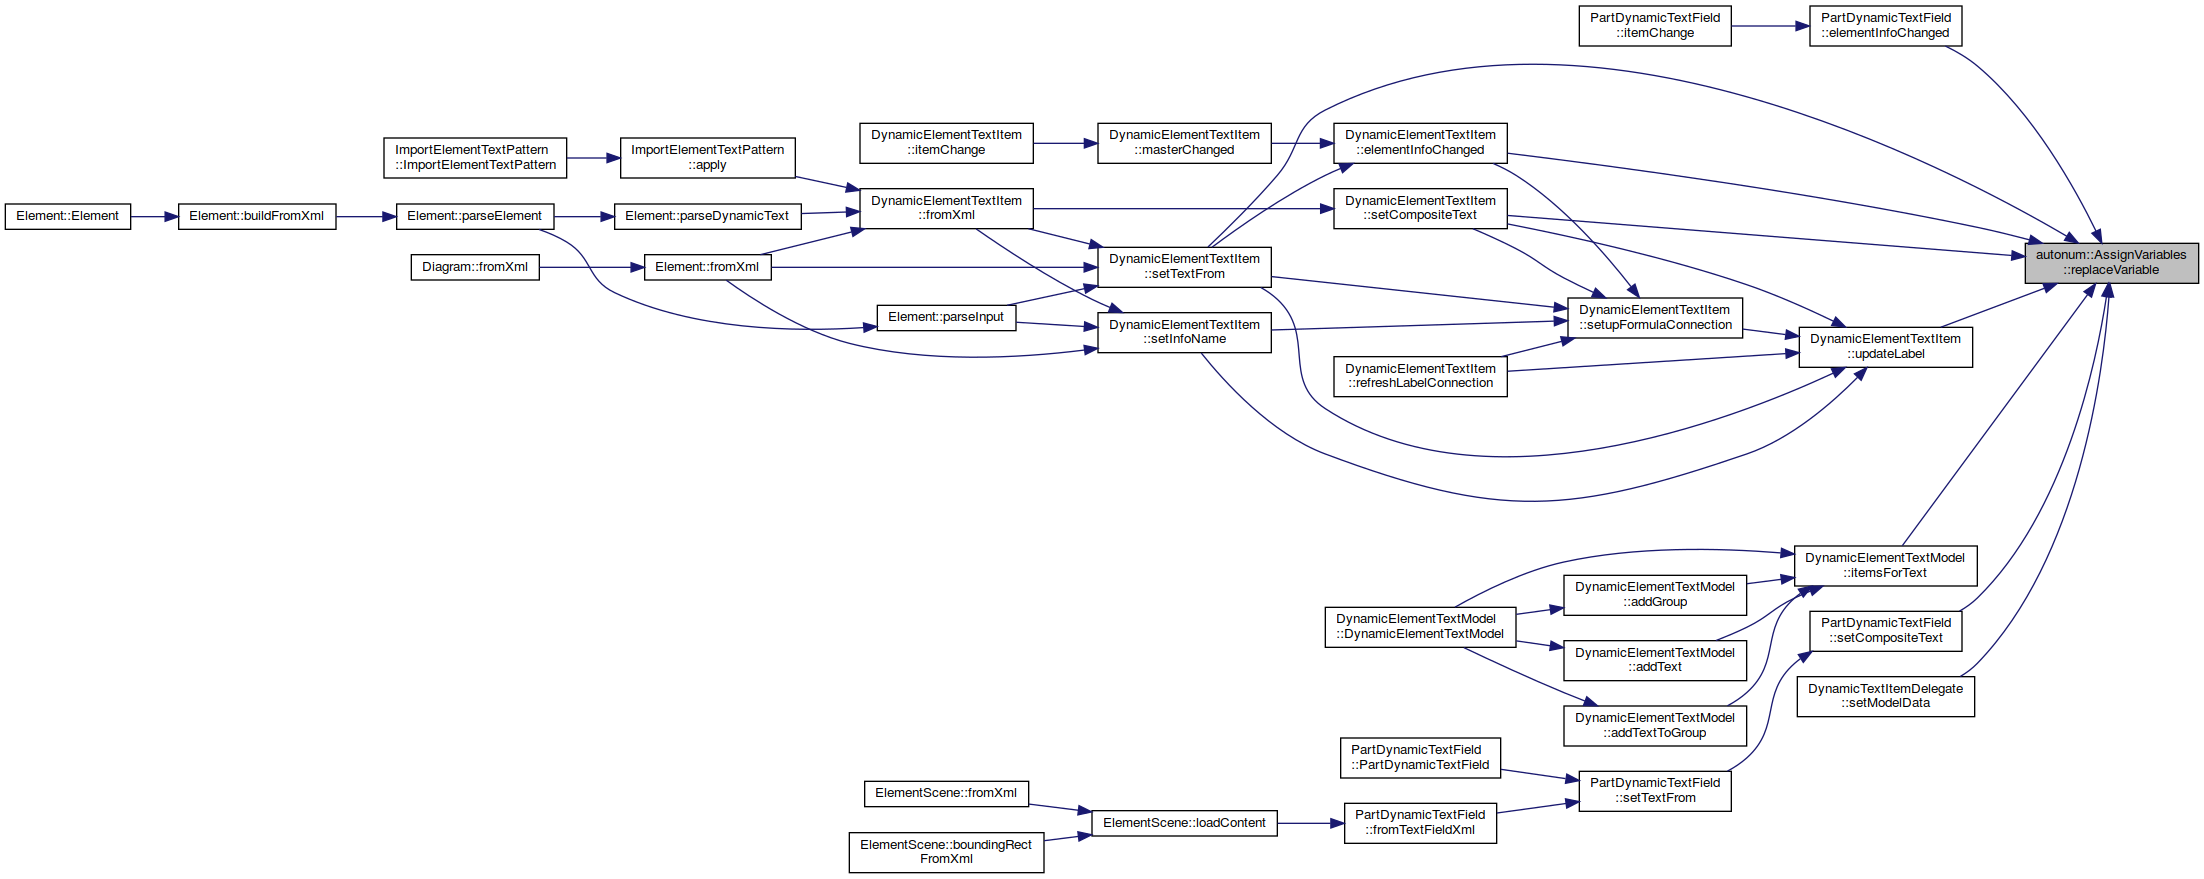 PartDynamicTextField
::itemChange
PartDynamicTextField
::elementInfoChanged
DynamicElementTextItem
::itemChange
DynamicElementTextItem
::masterChanged
DynamicElementTextItem
::elementInfoChanged
ImportElementTextPattern
::ImportElementTextPattern
ImportElementTextPattern
::apply
Element::Element
Element::buildFromXml
Element::parseElement
Element::parseDynamicText
DynamicElementTextItem
::fromXml
DynamicElementTextItem
::setCompositeText
autonum::AssignVariables
::replaceVariable
Diagram::fromXml
Element::fromXml
DynamicElementTextItem
::setTextFrom
Element::parseInput
DynamicElementTextItem
::setInfoName
DynamicElementTextItem
::setupFormulaConnection
DynamicElementTextItem
::updateLabel
DynamicElementTextItem
::refreshLabelConnection
DynamicElementTextModel
::itemsForText
DynamicElementTextModel
::addGroup
DynamicElementTextModel
::DynamicElementTextModel
PartDynamicTextField
::setCompositeText
DynamicElementTextModel
::addText
DynamicTextItemDelegate
::setModelData
DynamicElementTextModel
::addTextToGroup
PartDynamicTextField
::PartDynamicTextField
PartDynamicTextField
::setTextFrom
ElementScene::fromXml
ElementScene::loadContent
PartDynamicTextField
::fromTextFieldXml
ElementScene::boundingRect
FromXml